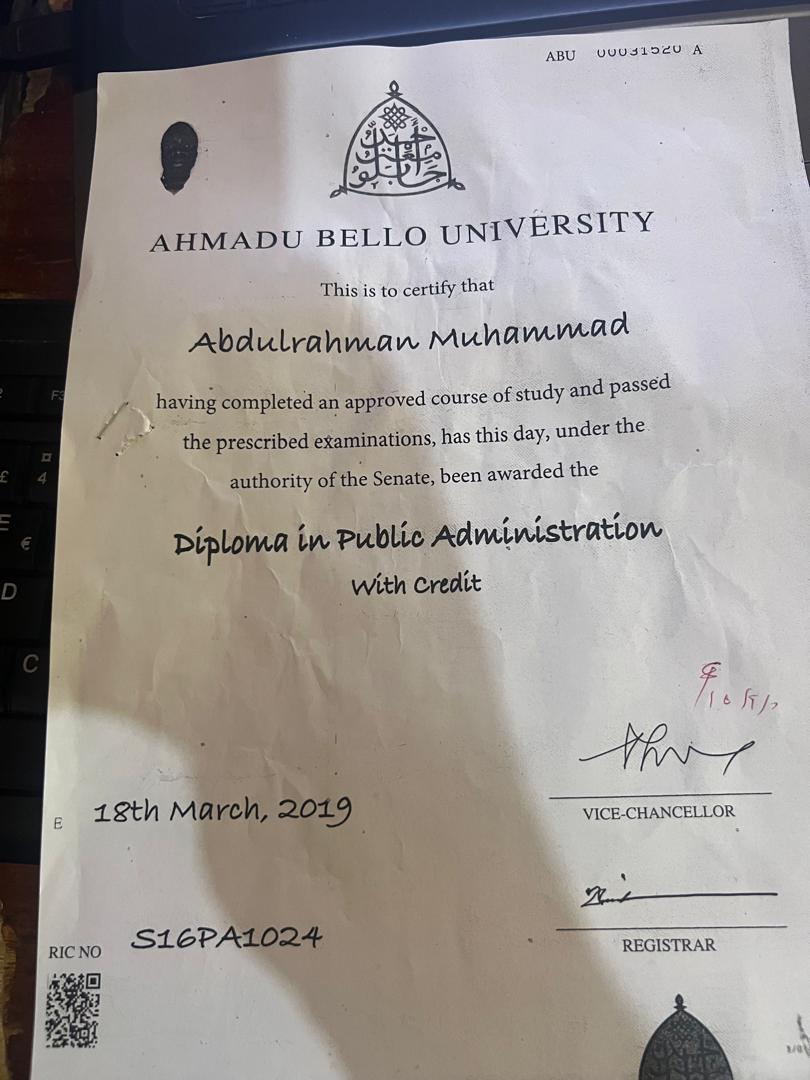 ABU 00031520 A
AHMADU BELLO UNIVERSITY
This is to certify that
Abdulrahman Muhammad
having completed an approved course of study and passed
the prescribed examinations, has this day, under the
authority of the Senate, been awarded the
Diploma in Public Administration
With Credit
VICE-CHANCELLOR
E 18th March, 2019
REGISTRAR
RIC NO S16PA1024
F3
4
£
€
D
C